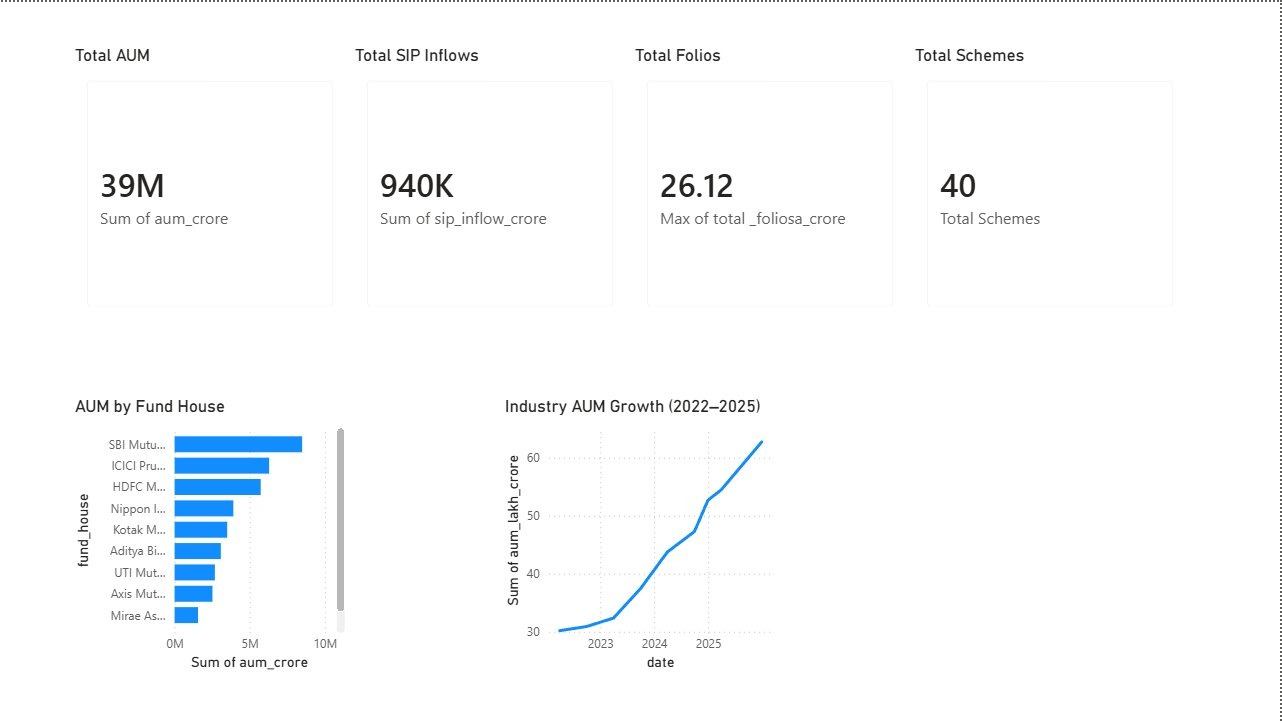 Total AUM
Total SIP Inflows
Total Folios
Total Schemes
39M
Sum of aum_crore
940K
Sum of sip_inflow_crore
26.12
Max of total _foliosa_crore
40
Total Schemes
AUM by Fund House
fund_house
SBI Mutu...
ICICI Pru...
HDFC M...
Nippon I...
Kotak M...
Aditya Bi...
UTI Mut...
Axis Mut...
Mirae As...
0M 5M 10M
Sum of aum_crore
Industry AUM Growth (2022–2025)
Sum of aum_lakh_crore
60
50
40
30
2023 2024 2025
date